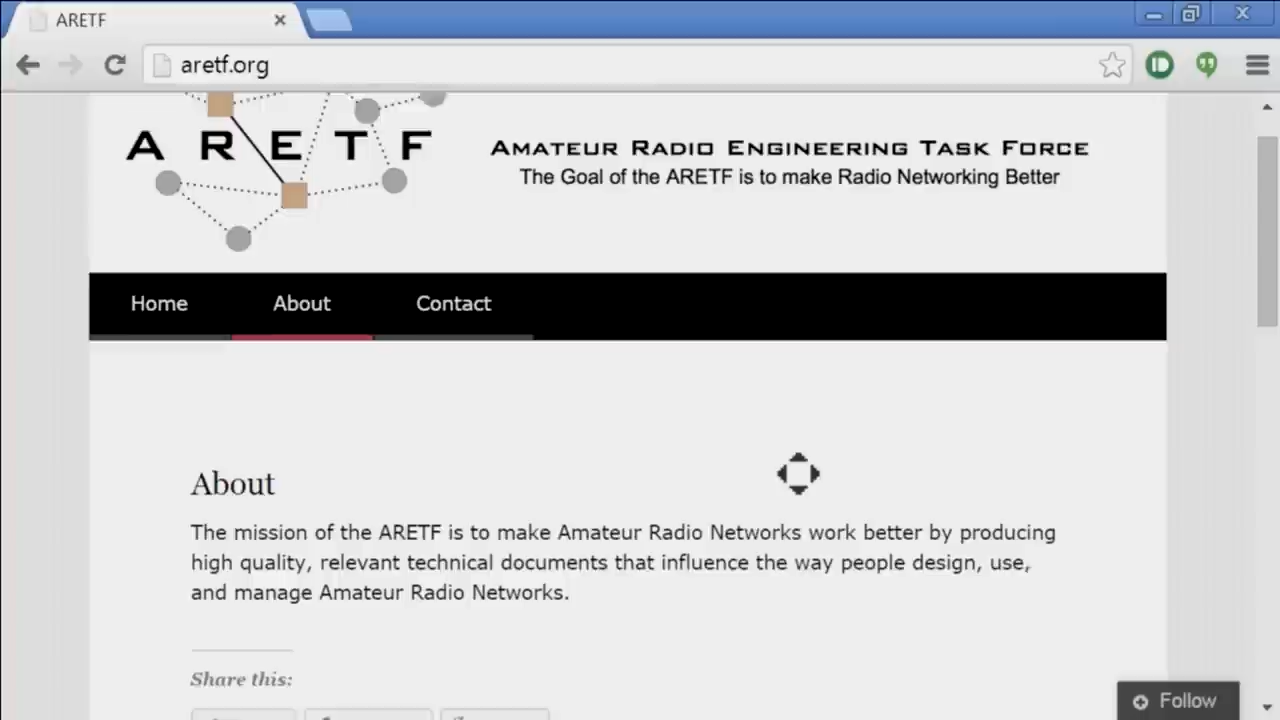 ARETF
aretf.org
ARETF
AMATEUR RADIO ENGINEERING TASK FORCE
The Goal of the ARETF is to make Radio Networking Better
Home
About
Contact
About
The mission of the ARETF is to make Amateur Radio Networks work better by producing
high quality, relevant technical documents that influence the way people design, use,
and manage Amateur Radio Networks.
Share this:
Follow